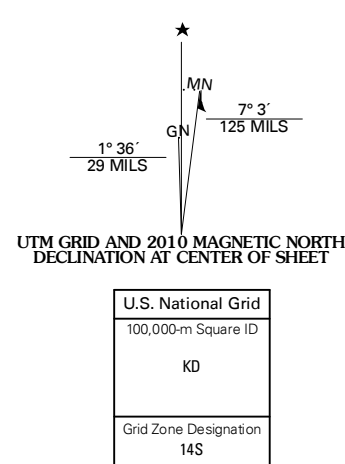 MN
7° 3´
125 MILS
GN
1° 36´
29 MILS
UTM GRID AND 2010 MAGNETIC NORTH
DECLINATION AT CENTER OF SHEET
U.S. National Grid
100,000-m Square ID
KD
Grid Zone Designation
14S